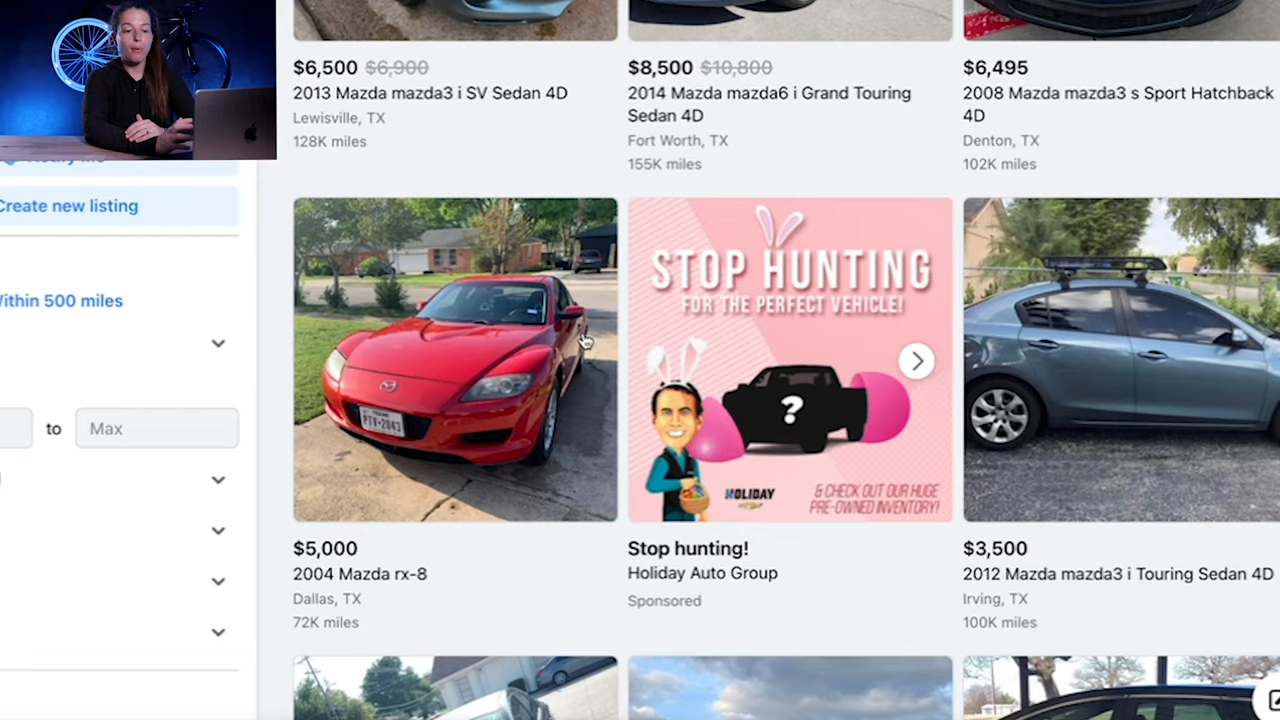 $6,500 $6,900
2013 Mazda mazda3 i SV Sedan 4D
Lewisville, TX
128K miles
$8,500 $10,800
2014 Mazda mazda6 i Grand Touring
Sedan 4D
Fort Worth, TX
155K miles
$6,495
2008 Mazda mazda3 s Sport Hatchback
4D
Denton, TX
102K miles
Create new listing
Within 500 miles
to
Max
TEXAS
PTV-2043
$5,000
2004 Mazda rx-8
Dallas, TX
72K miles
STOP HUNTING
FOR THE PERFECT VEHICLE!
?
HOLIDAY
& CHECK OUT OUR HUGE
PRE-OWNED INVENTORY!
Stop hunting!
Holiday Auto Group
Sponsored
$3,500
2012 Mazda mazda3 i Touring Sedan 4D
Irving, TX
100K miles